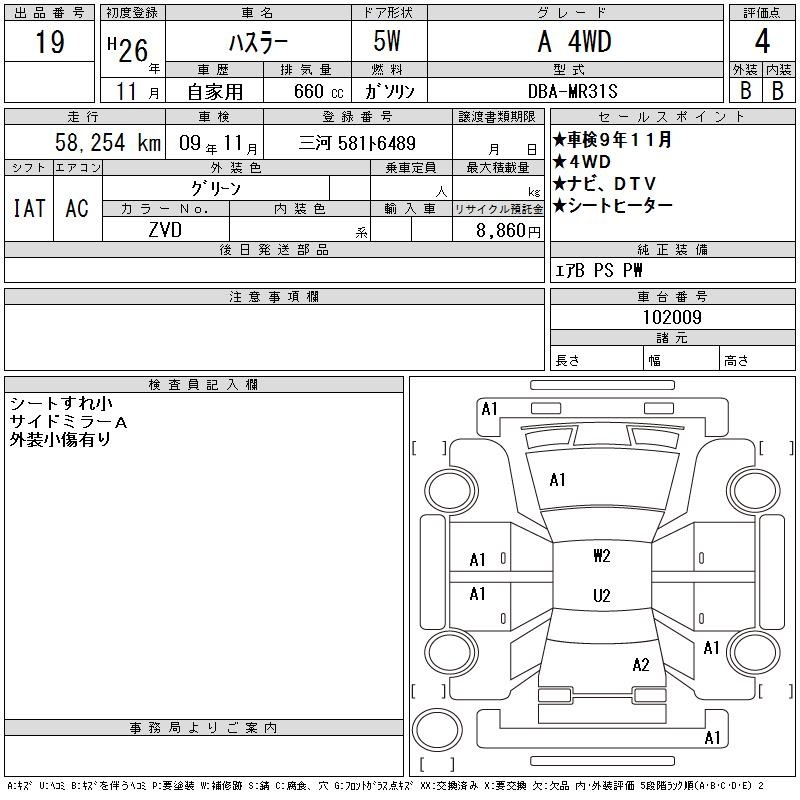 出品番号
19
初度登録
H26年
11月
車名
ハスラー
ドア形状
5W
グレード
A 4WD
評価点
4
外装 内装
B B
車歴
自家用
排気量
660 CC
燃料
ｶﾞｿﾘﾝ
型式
DBA-MR31S
走行
58,254 km
車検
09年11月
登録番号
三河 581ﾄ6489
譲渡書類期限
月 日
セールスポイント
★車検9年11月
★4WD
★ナビ、DTV
★シートヒーター
シフト
IAT
エアコン
AC
外装色
ｸﾞﾘｰﾝ
乗車定員
人
最大積載量
kg
カラーNo.
ZVD
内装色
系
輸入車
リサイクル預託金
8,860円
後日発送部品
純正装備
ｴｱB PS PW
注意事項欄
車台番号
102009
諸元
長さ 幅 高さ
検査員記入欄
シートすれ小
サイドミラーA
外装小傷有り
A1
A1
A1
W2
A1
U2
A1
A2
A1
事務局よりご案内
A:ｷｽﾞ U:ﾍｺﾐ B:ｷｽﾞを伴うﾍｺﾐ P:要塗装 W:補修跡 S:錆 C:腐食、穴 G:ﾌﾛﾝﾄｶﾞﾗｽ点ｷｽﾞ XX:交換済み X:要交換 欠:欠品 内･外装評価 5段階ﾗﾝｸ順(A･B･C･D･E) 2